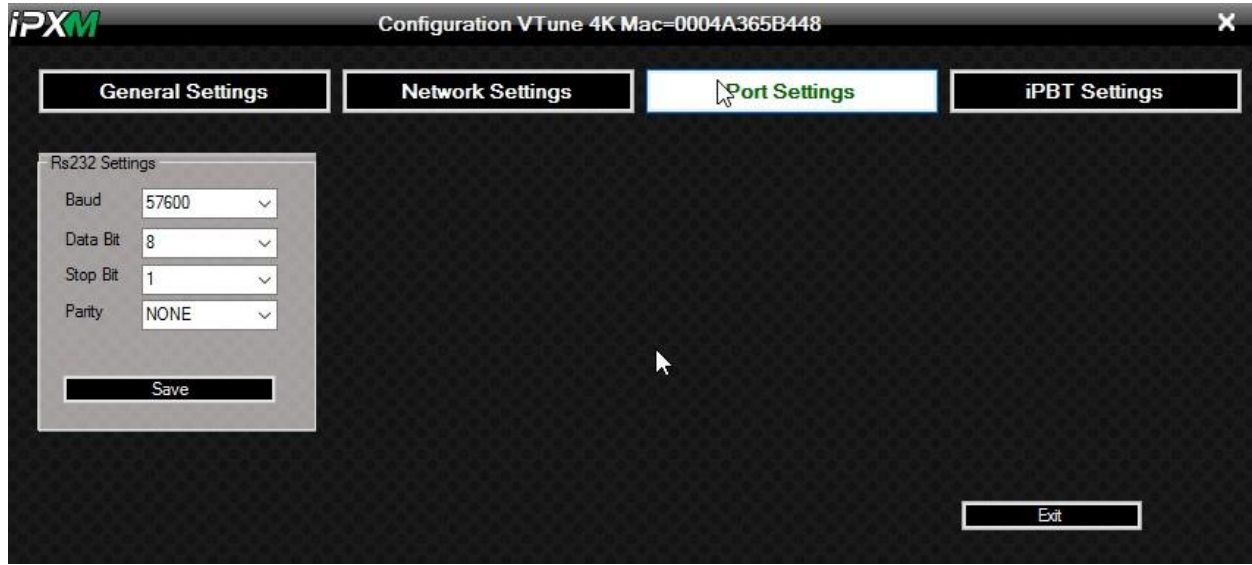 iPXM
Configuration VTune 4K Mac=0004A365B448
X
General Settings
Network Settings
Port Settings
iPBT Settings
Rs232 Settings
Baud 57600
Data Bit 8
Stop Bit 1
Parity NONE
Save
Exit